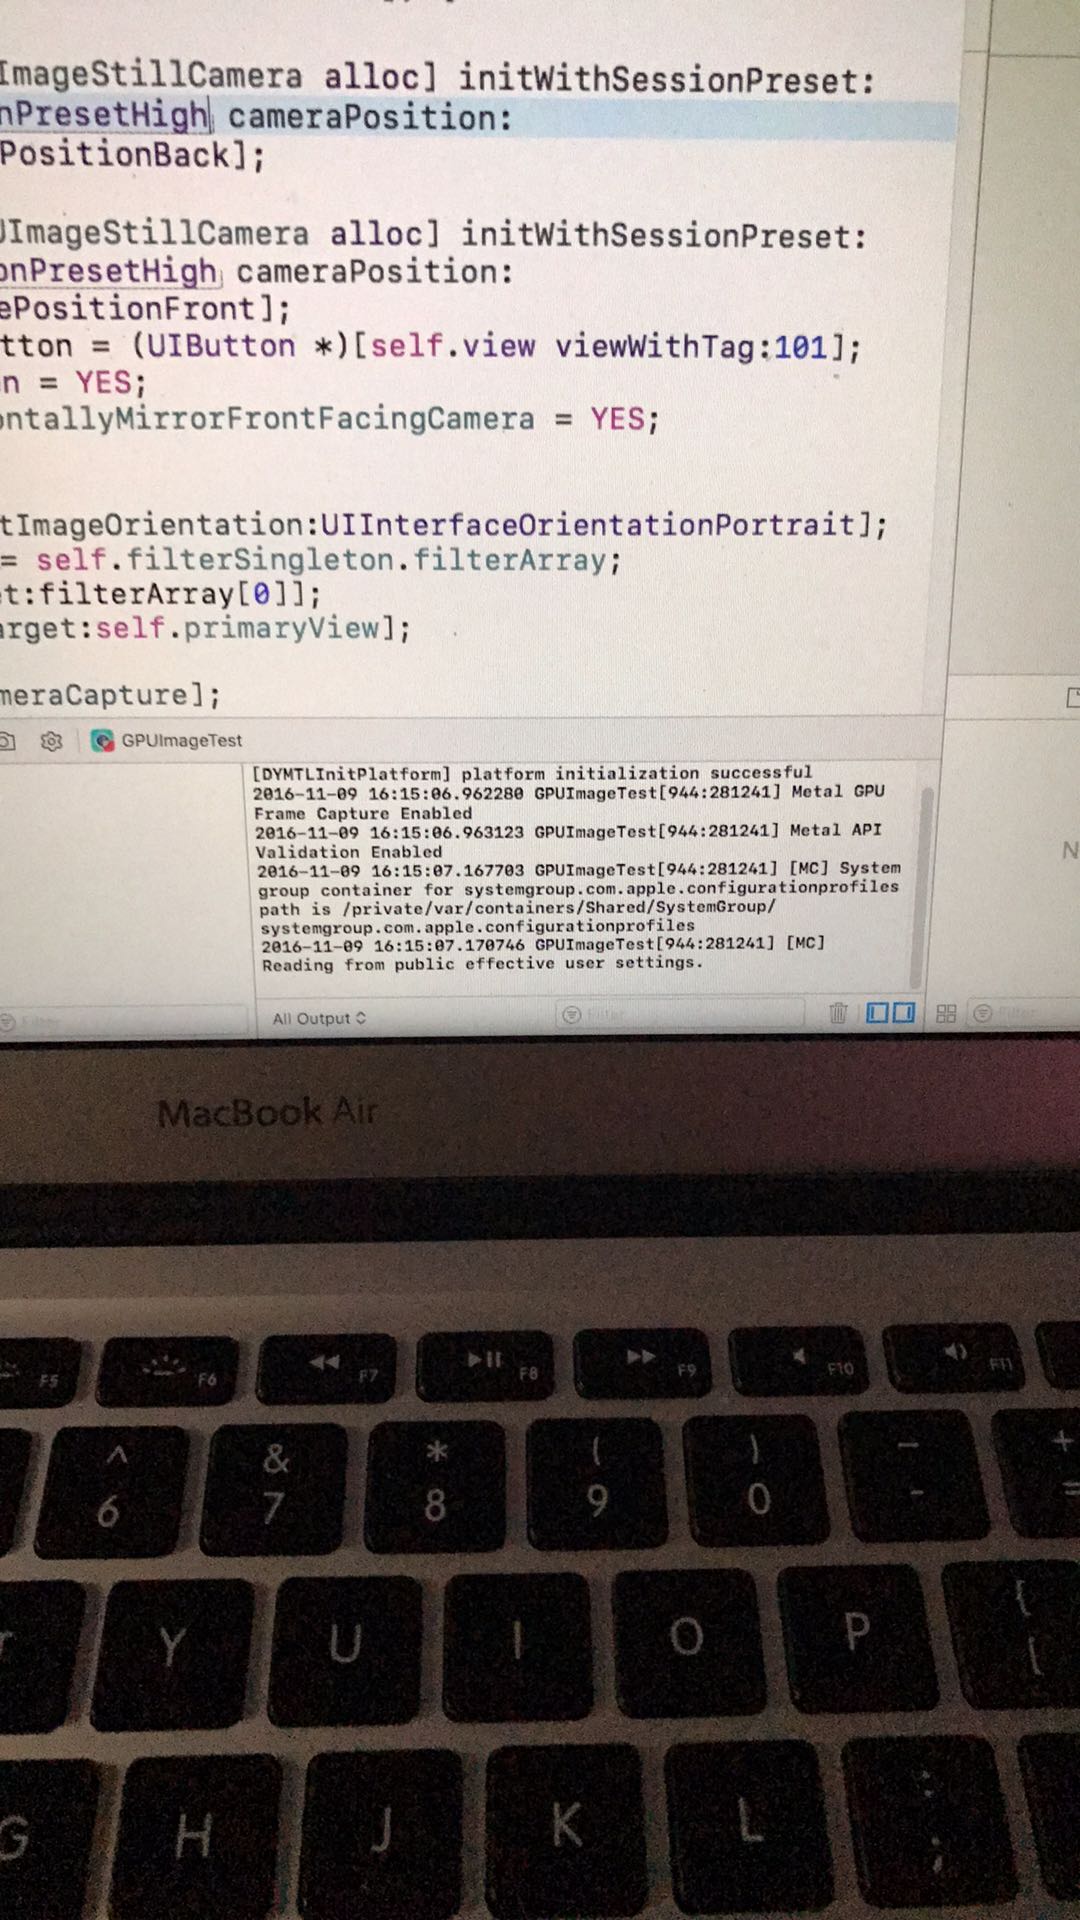 ImageStillCamera alloc] initWithSessionPreset:
nPresetHigh cameraPosition:
PositionBack];
UImageStillCamera alloc] initWithSessionPreset:
onPresetHigh cameraPosition:
ePositionFront];
tton = (UIButton *)[self.view viewWithTag:101];
n = YES;
ontallyMirrorFrontFacingCamera = YES;
tImageOrientation:UIInterfaceOrientationPortrait];
= self.filterSingleton.filterArray;
t:filterArray[0]];
arget:self.primaryView];
meraCapture];
GPUImageTest
[DYMTLInitPlatform] platform initialization successful
2016-11-09 16:15:06.962280 GPUImageTest[944:281241] Metal GPU
Frame Capture Enabled
2016-11-09 16:15:06.963123 GPUImageTest[944:281241] Metal API
Validation Enabled
2016-11-09 16:15:07.167703 GPUImageTest[944:281241] [MC] System
group container for systemgroup.com.apple.configurationprofiles
path is /private/var/containers/Shared/SystemGroup/
systemgroup.com.apple.configurationprofiles
2016-11-09 16:15:07.170746 GPUImageTest[944:281241] [MC]
Reading from public effective user settings.
N
Filter
All Output
Filter
Filter
MacBook Air
F5 F6 F7 F8 F9 F10 F11
^ & * ( ) — +
6 7 8 9 0 - =
Y U I O P { [
G H J K L : ;